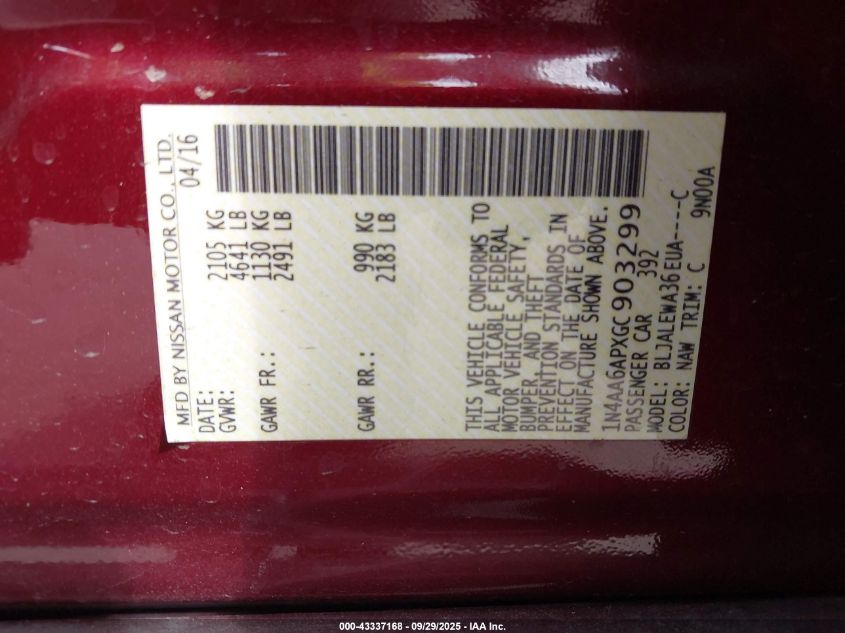 MFD BY NISSAN MOTOR CO., LTD.
DATE: 04/16
GVWR: 2105 KG
4641 LB
GAWR FR.: 1130 KG
2491 LB
GAWR RR.: 990 KG
2183 LB
THIS VEHICLE CONFORMS TO
ALL APPLICABLE FEDERAL
MOTOR VEHICLE SAFETY,
BUMPER, AND THEFT
PREVENTION STANDARDS IN
EFFECT ON THE DATE OF
MANUFACTURE SHOWN ABOVE.
1N4AA6APXGC903299
PASSENGER CAR 392
MODEL: BLJALEWA36EUA-----C
COLOR: NAW TRIM: C 9N00A
000-43337168 - 09/29/2025 - IAA Inc.